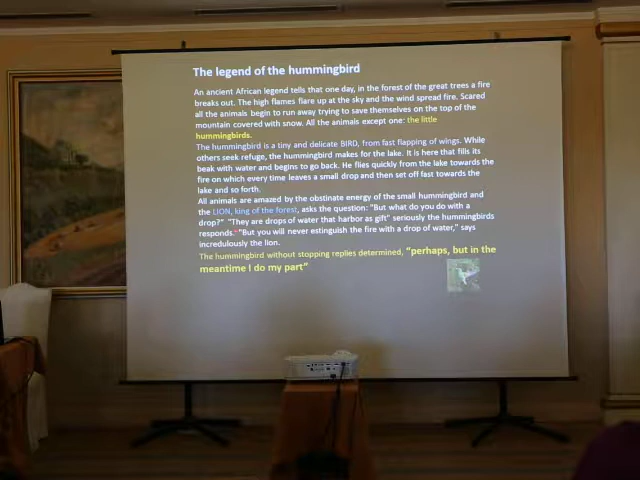 The legend of the hummingbird
An ancient African legend tells that one day, in the forest of the great trees a fire
breaks out. The high flames flare up at the sky and the wind spread fire. Scared
all the animals begin to run away trying to save themselves on the top of the
mountain covered with snow. All the animals except one: the little
hummingbirds.
The hummingbird is a tiny and delicate BIRD, from fast flapping of wings. While
others seek refuge, the hummingbird makes for the lake. It is here that fills its
beak with water and begins to go back. He flies quickly from the lake towards the
fire on which every time leaves a small drop and then set off fast towards the
lake and so forth.
All animals are amazed by the obstinate energy of the small hummingbird and
the LION, king of the forest, asks the question: "But what do you do with a
drop?" "They are drops of water that harbor as gift" seriously the hummingbirds
responds." "But you will never estinguish the fire with a drop of water," says
incredulously the lion.
The hummingbird without stopping replies determined, "perhaps, but in the
meantime I do my part"